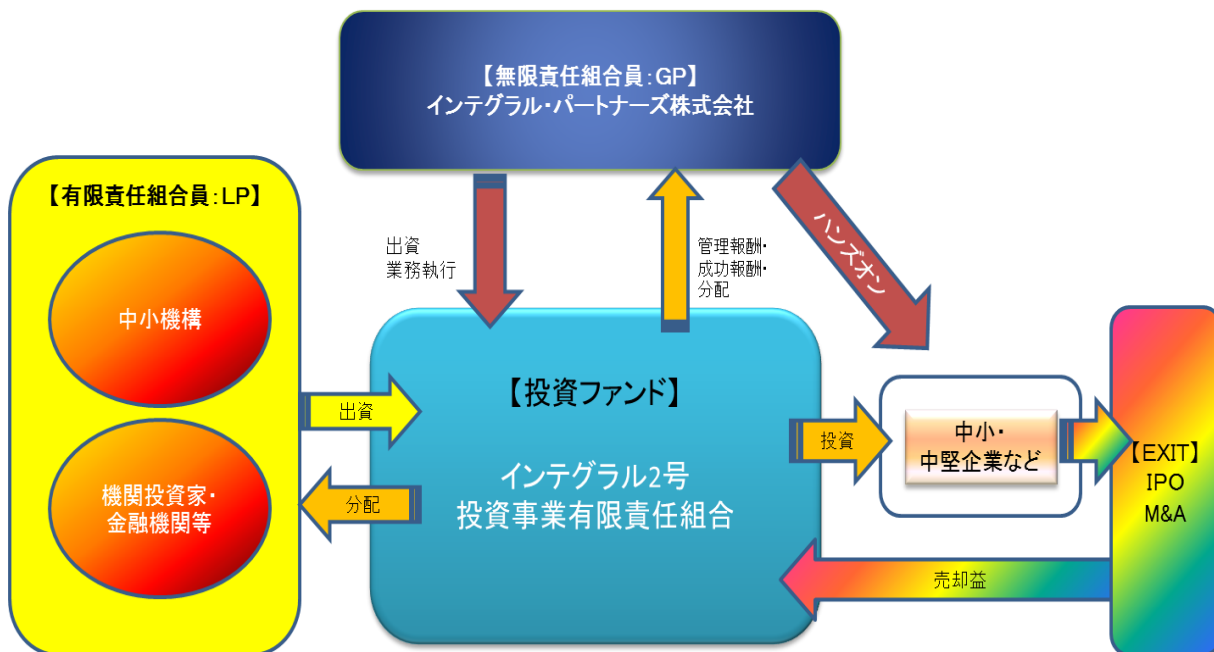 【無限責任組合員:GP】
インテグラル・パートナーズ株式会社
【有限責任組合員:LP】
中小機構
機関投資家・
金融機関等
出資
業務執行
管理報酬・
成功報酬・
分配
ハンズオン
出資
分配
【投資ファンド】
インテグラル2号
投資事業有限責任組合
投資
中小・
中堅企業など
【EXIT】
IPO
M&A
売却益